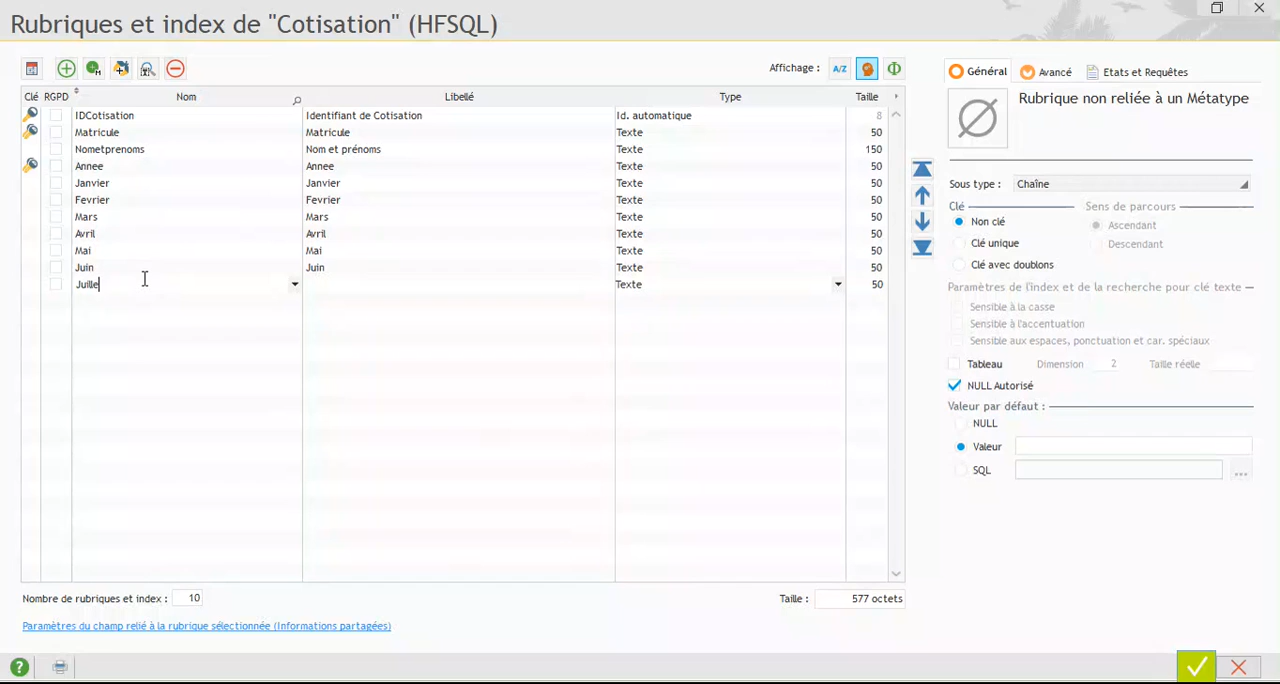 Rubriques et index de "Cotisation" (HFSQL)
Affichage : A/Z
Clé RGPD Nom Libellé Type Taille
IDCotisation Identifiant de Cotisation Id. automatique 8
Matricule Matricule Texte 50
Nometprenoms Nom et prénoms Texte 150
Annee Annee Texte 50
Janvier Janvier Texte 50
Fevrier Fevrier Texte 50
Mars Mars Texte 50
Avril Avril Texte 50
Mai Mai Texte 50
Juin Juin Texte 50
Juille Texte 50
Nombre de rubriques et index : 10
Taille : 577 octets
Paramètres du champ relié à la rubrique sélectionnée (Informations partagées)
Général Avancé Etats et Requêtes
Rubrique non reliée à un Métatype
Sous type : Chaîne
Clé Sens de parcours
Non clé Ascendant
Clé unique Descendant
Clé avec doublons
Paramètres de l'index et de la recherche pour clé texte
Sensible à la casse
Sensible à l'accentuation
Sensible aux espaces, ponctuation et car. spéciaux
Tableau Dimension 2 Taille réelle
NULL Autorisé
Valeur par défaut :
NULL
Valeur
SQL ...